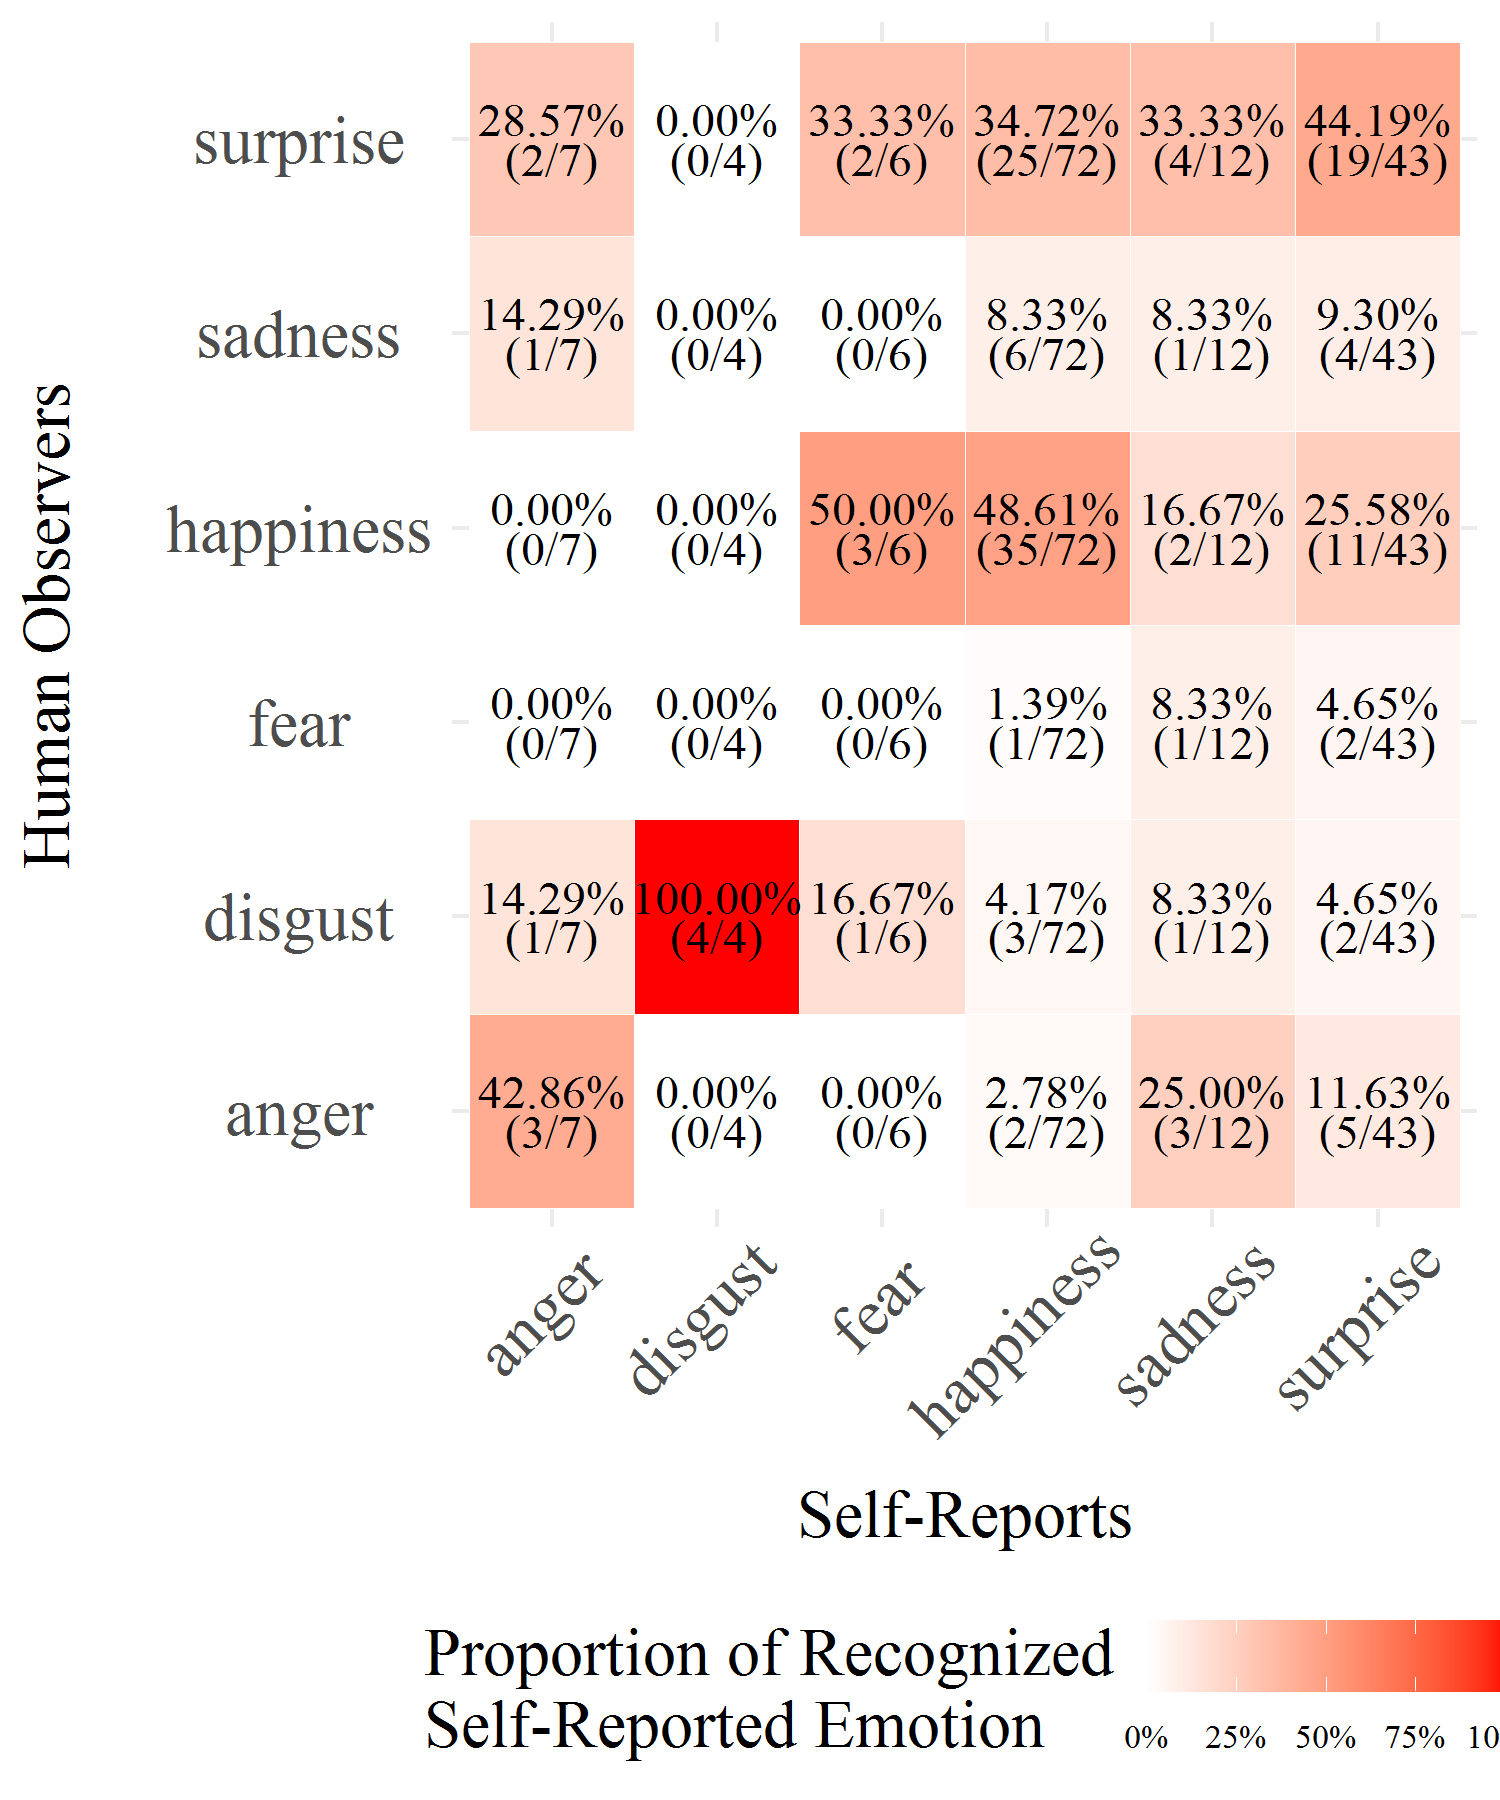 Human Observers
surprise
28.57% 0.00% 33.33% 34.72% 33.33% 44.19%
(2/7) (0/4) (2/6) (25/72) (4/12) (19/43)
sadness
14.29% 0.00% 0.00% 8.33% 8.33% 9.30%
(1/7) (0/4) (0/6) (6/72) (1/12) (4/43)
happiness
0.00% 0.00% 50.00% 48.61% 16.67% 25.58%
(0/7) (0/4) (3/6) (35/72) (2/12) (11/43)
fear
0.00% 0.00% 0.00% 1.39% 8.33% 4.65%
(0/7) (0/4) (0/6) (1/72) (1/12) (2/43)
disgust
14.29% 100.00% 16.67% 4.17% 8.33% 4.65%
(1/7) (4/4) (1/6) (3/72) (1/12) (2/43)
anger
42.86% 0.00% 0.00% 2.78% 25.00% 11.63%
(3/7) (0/4) (0/6) (2/72) (3/12) (5/43)
anger disgust fear happiness sadness surprise
Self-Reports
Proportion of Recognized
Self-Reported Emotion
0% 25% 50% 75% 10